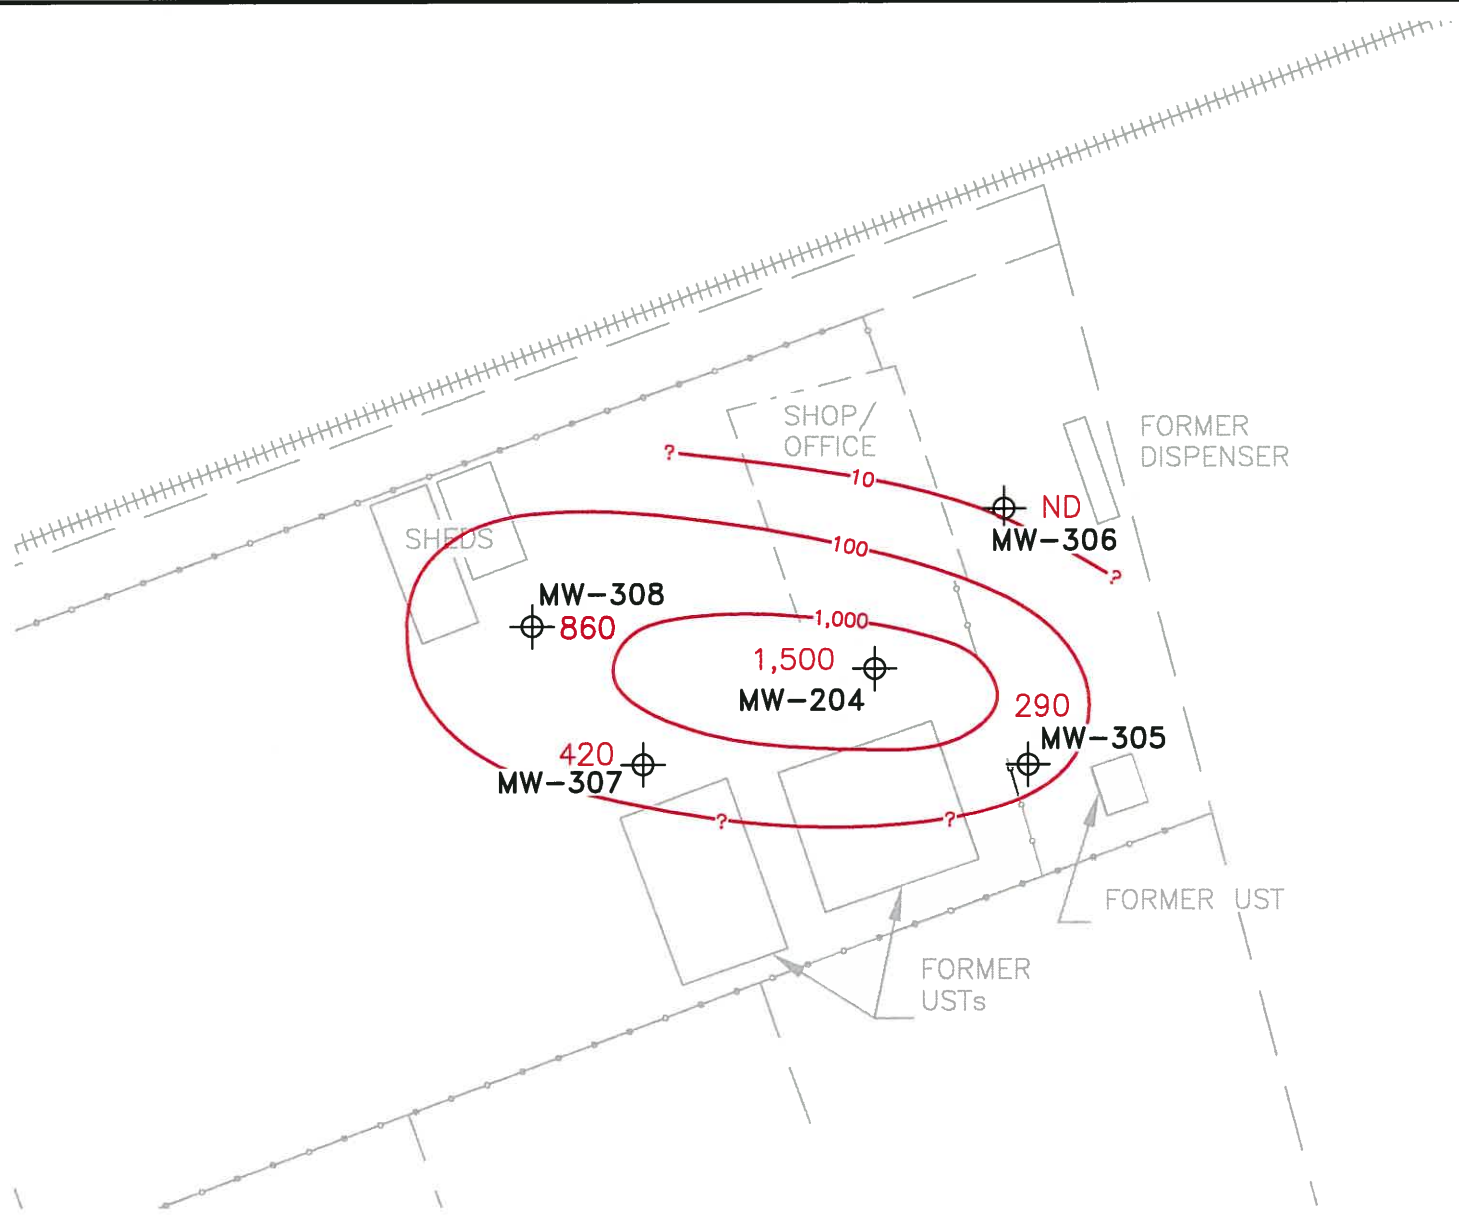 SHOP/
OFFICE
FORMER
DISPENSER
?
10
ND
MW-306
?
SHEDS
100
MW-308
860
1,000
1,500
MW-204
290
MW-305
420
MW-307
?
?
FORMER UST
FORMER
USTs